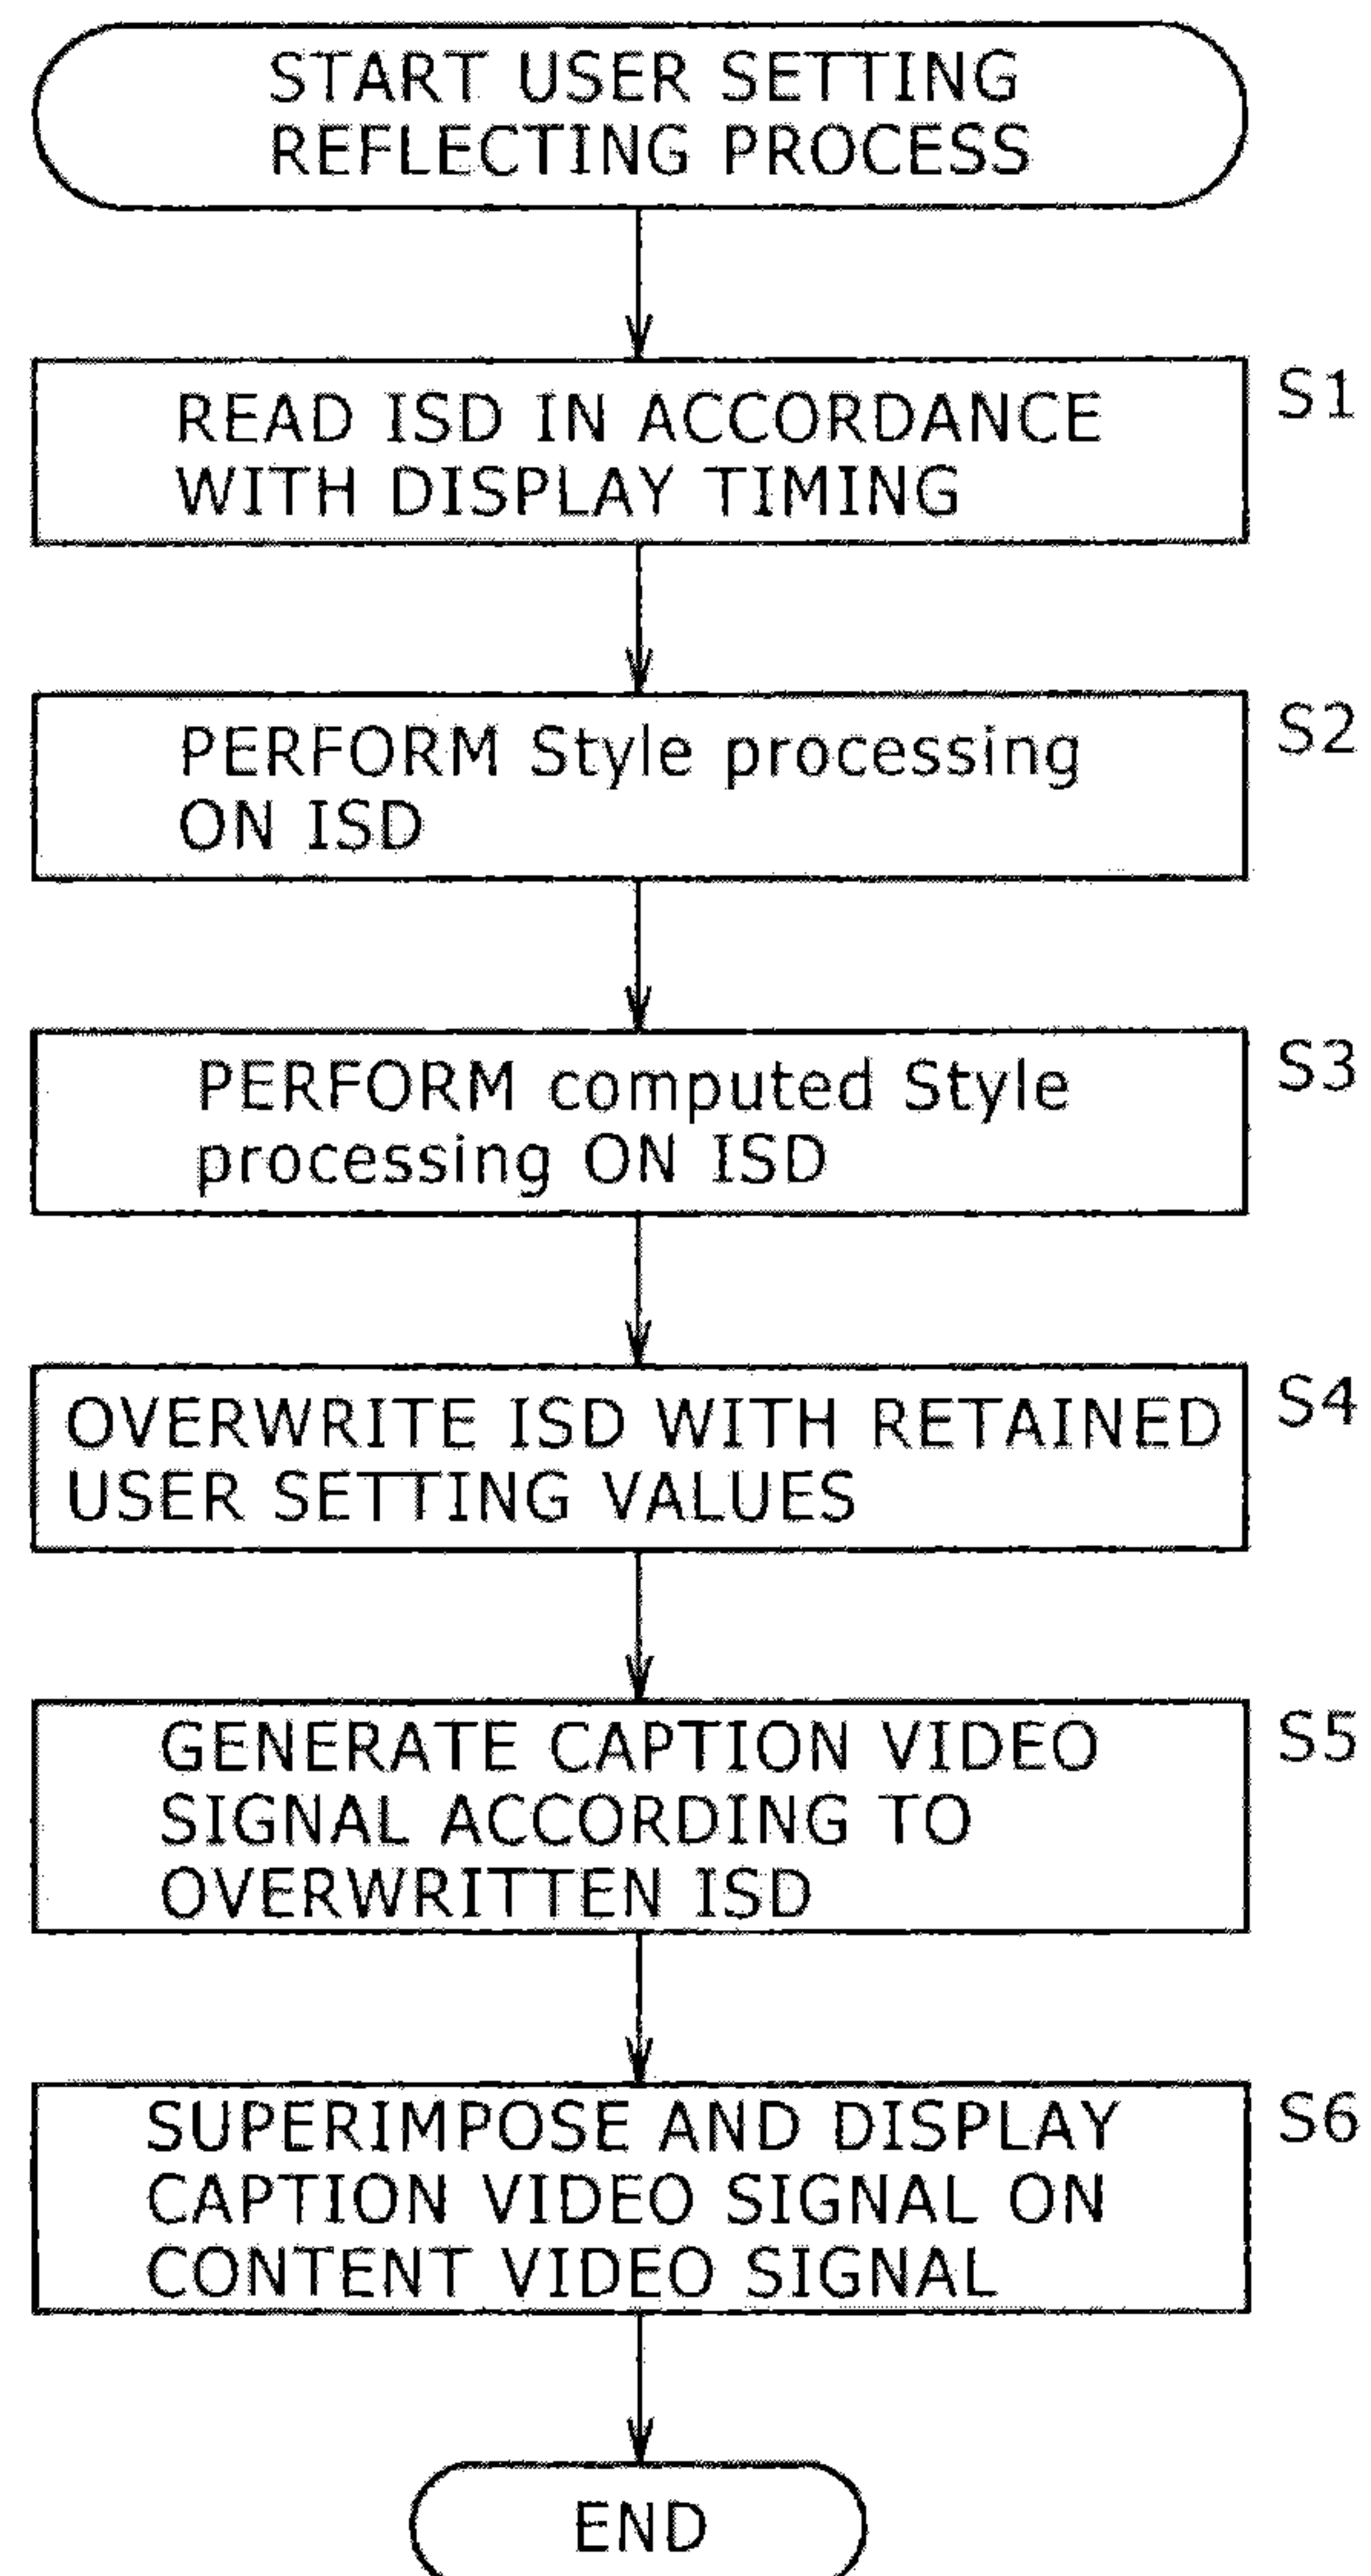 START USER SETTING
REFLECTING PROCESS
READ ISD IN ACCORDANCE
WITH DISPLAY TIMING
S1
PERFORM Style processing
ON ISD
S2
PERFORM computed Style
processing ON ISD
S3
OVERWRITE ISD WITH RETAINED
USER SETTING VALUES
S4
GENERATE CAPTION VIDEO
SIGNAL ACCORDING TO
OVERWRITTEN ISD
S5
SUPERIMPOSE AND DISPLAY
CAPTION VIDEO SIGNAL ON
CONTENT VIDEO SIGNAL
S6
END